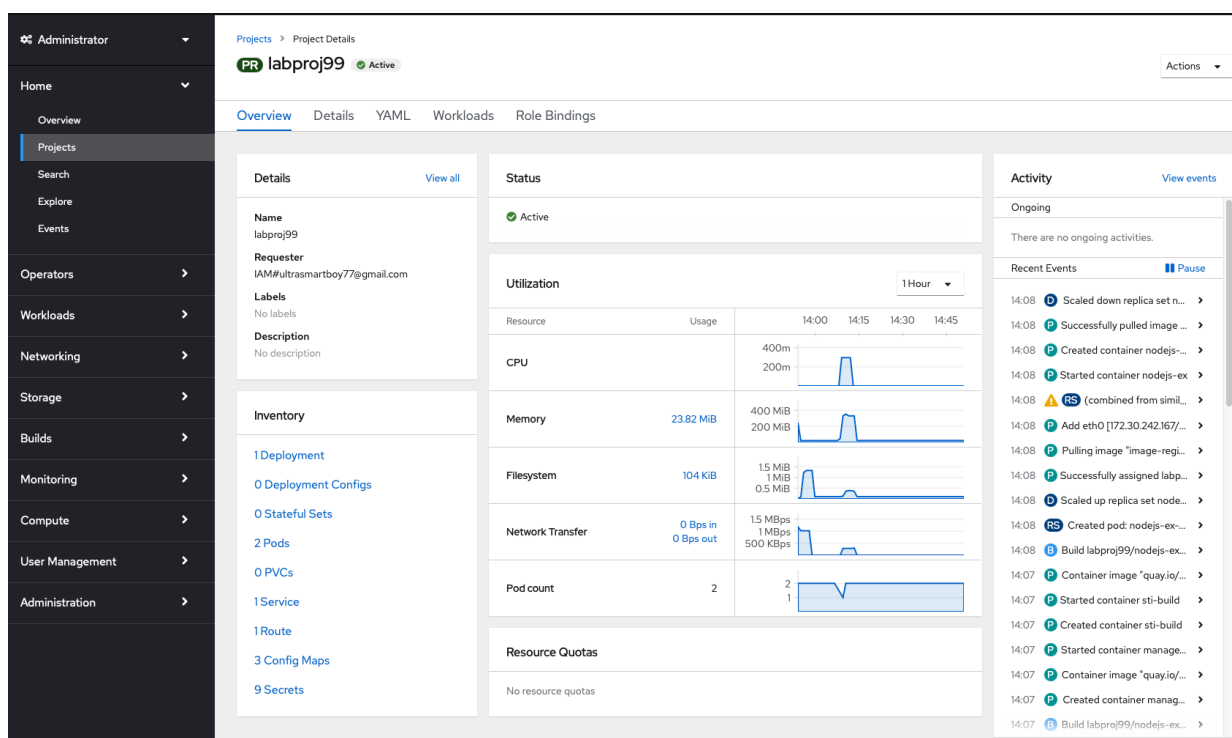 Administrator
Home
Overview
Projects
Search
Explore
Events
Operators
Workloads
Networking
Storage
Builds
Monitoring
Compute
User Management
Administration
Projects > Project Details
PR labproj99 Active
Actions
Overview Details YAML Workloads Role Bindings
Details View all
Name
labproj99
Requester
IAM#ultrasmartboy77@gmail.com
Labels
No labels
Description
No description
Inventory
1 Deployment
0 Deployment Configs
0 Stateful Sets
2 Pods
0 PVCs
1 Service
1 Route
3 Config Maps
9 Secrets
Status
Active
Utilization 1 Hour
Resource Usage 14:00 14:15 14:30 14:45
CPU 400m
200m
Memory 23.82 MiB 400 MiB
200 MiB
Filesystem 104 KiB 1.5 MiB
1 MiB
0.5 MiB
Network Transfer 0 Bps in
0 Bps out
1.5 MBps
1 MBps
500 KBps
Pod count 2 2
1
Resource Quotas
No resource quotas
Activity View events
Ongoing
There are no ongoing activities.
Recent Events Pause
14:08 D Scaled down replica set n...
14:08 P Successfully pulled image ...
14:08 P Created container nodejs-...
14:08 P Started container nodejs-ex
14:08 RS (combined from simil...
14:08 P Add eth0 [172.30.242.167/...
14:08 P Pulling image "image-regi...
14:08 P Successfully assigned labp...
14:08 D Scaled up replica set node...
14:08 RS Created pod: nodejs-ex-...
14:08 B Build labproj99/nodejs-ex...
14:07 P Container image "quay.io/...
14:07 P Started container sti-build
14:07 P Created container sti-build
14:07 P Started container manage...
14:07 P Container image "quay.io/...
14:07 P Created container manag...
14:07 B Build labproj99/nodejs-ex...